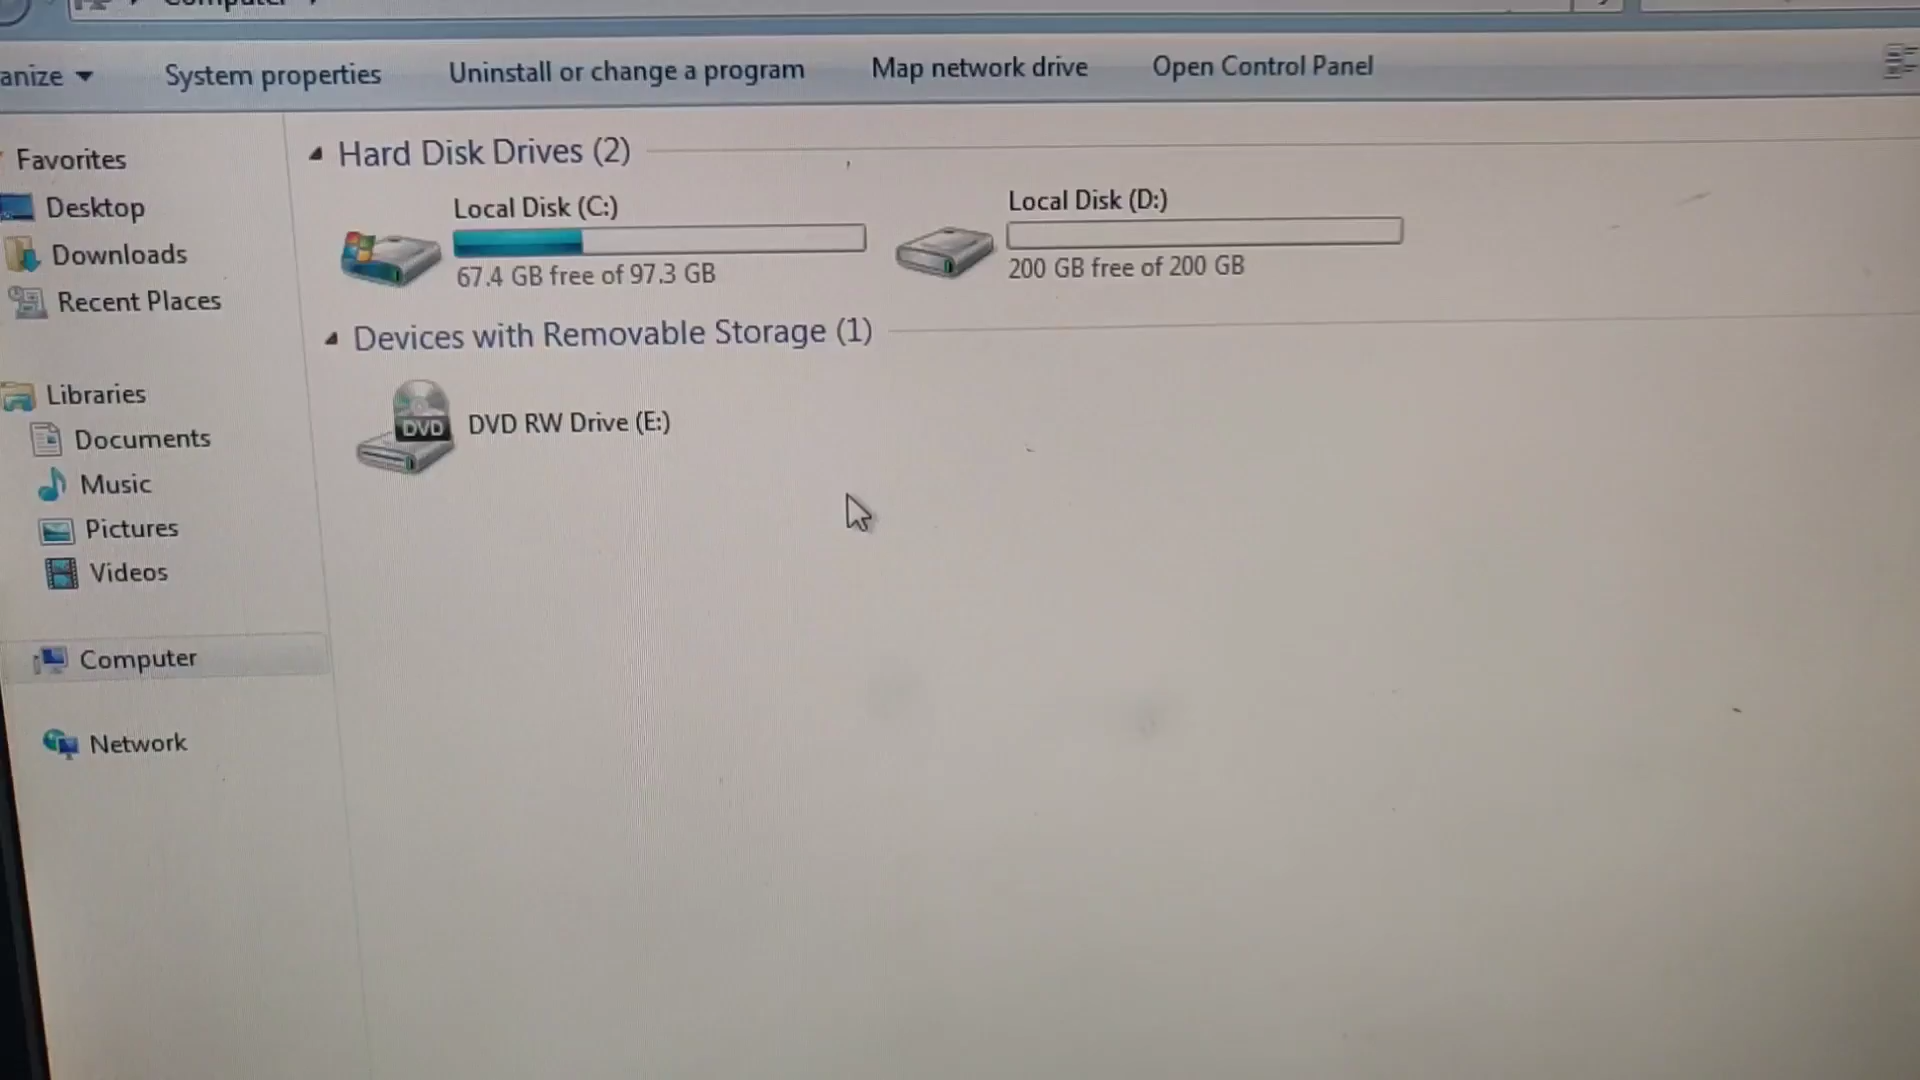 Computer
anize
System properties
Uninstall or change a program
Map network drive
Open Control Panel
Favorites
Desktop
Downloads
Recent Places
Libraries
Documents
Music
Pictures
Videos
Computer
Network
Hard Disk Drives (2)
Local Disk (C:)
67.4 GB free of 97.3 GB
Local Disk (D:)
200 GB free of 200 GB
Devices with Removable Storage (1)
DVD
DVD RW Drive (E:)